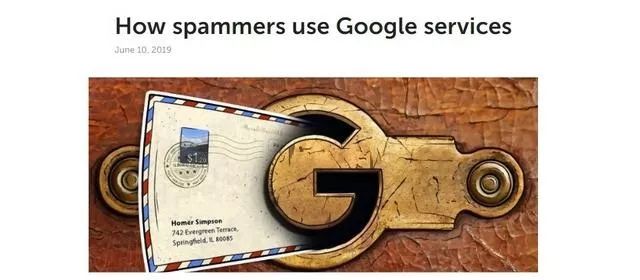 How spammers use Google services
June 10, 2019
$1.20
G
Homer Simpson
742 Evergreen Terrace,
Springfield, IL 80085